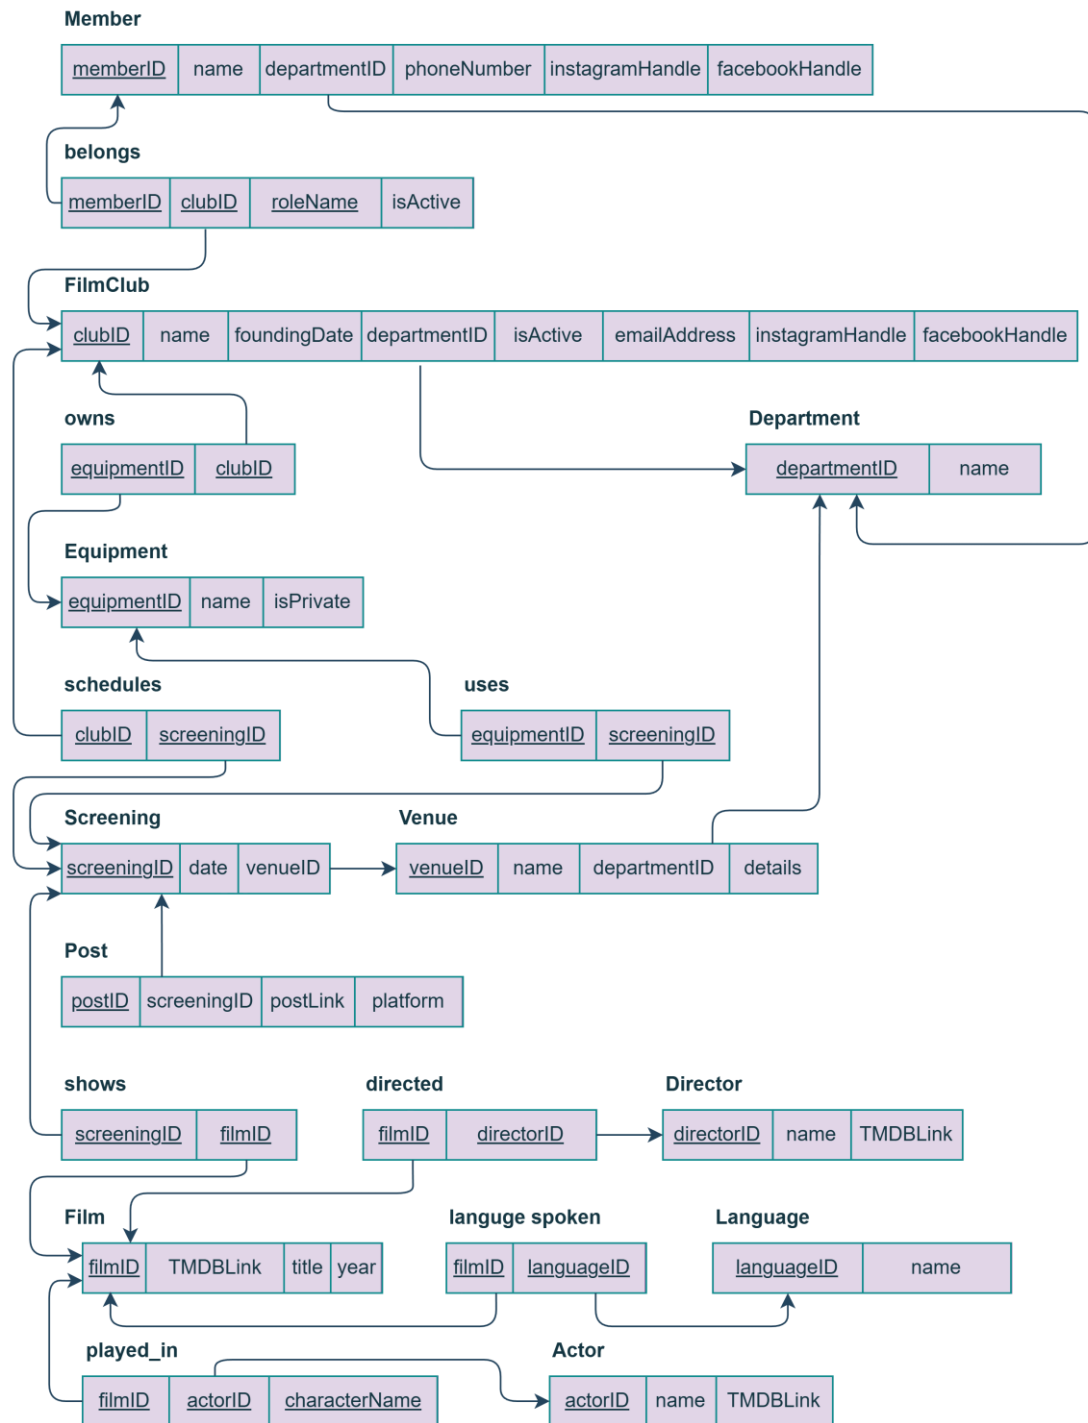 Member
memberID name departmentID phoneNumber instagramHandle facebookHandle
belongs
memberID clubID roleName isActive
FilmClub
clubID name foundingDate departmentID isActive emailAddress instagramHandle facebookHandle
owns Department
equipmentID clubID departmentID name
Equipment
equipmentID name isPrivate
schedules uses
clubID screeningID equipmentID screeningID
Screening Venue
screeningID date venueID venueID name departmentID details
Post
postID screeningID postLink platform
shows directed Director
screeningID filmID filmID directorID directorID name TMDBLink
Film languge spoken Language
filmID TMDBLink title year filmID languageID languageID name
played_in Actor
filmID actorID characterName actorID name TMDBLink